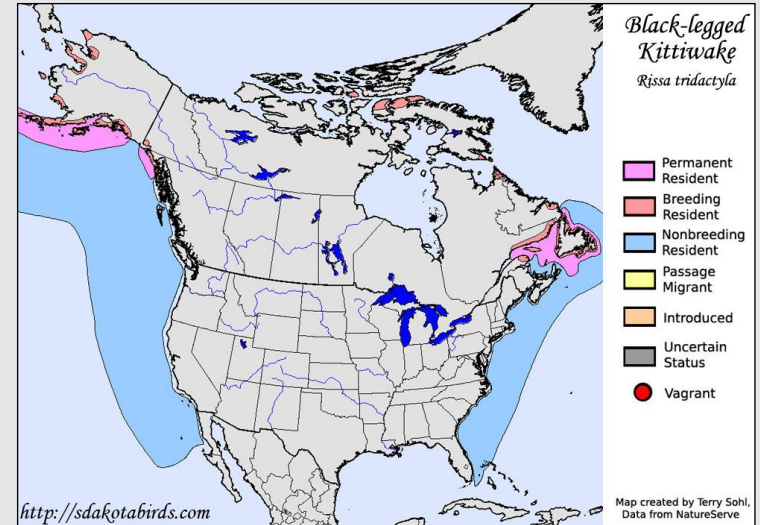 Black-legged
Kittiwake
Rissa tridactyla
Permanent
Resident
Breeding
Resident
Nonbreeding
Resident
Passage
Migrant
Introduced
Uncertain
Status
Vagrant
http://sdakotabirds.com
Map created by Terry Sohl,
Data from NatureServe